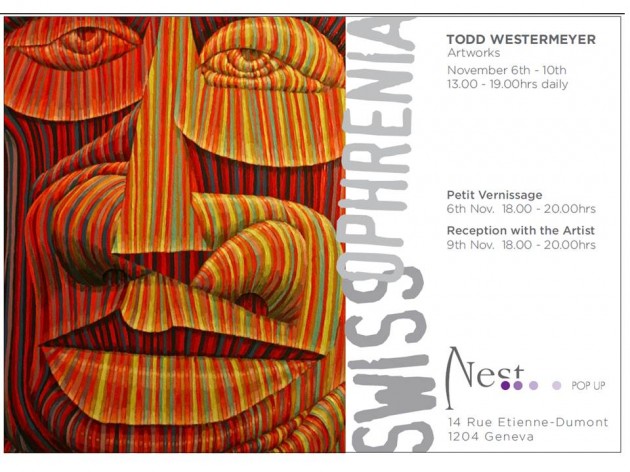 SWISSOPHRENIA
TODD WESTERMEYER
Artworks
November 6th - 10th
13.00 - 19.00hrs daily
Petit Vernissage
6th Nov. 18.00 - 20.00hrs
Reception with the Artist
9th Nov. 18.00 - 20.00hrs
Nest
POP UP
14 Rue Etienne-Dumont
1204 Geneva